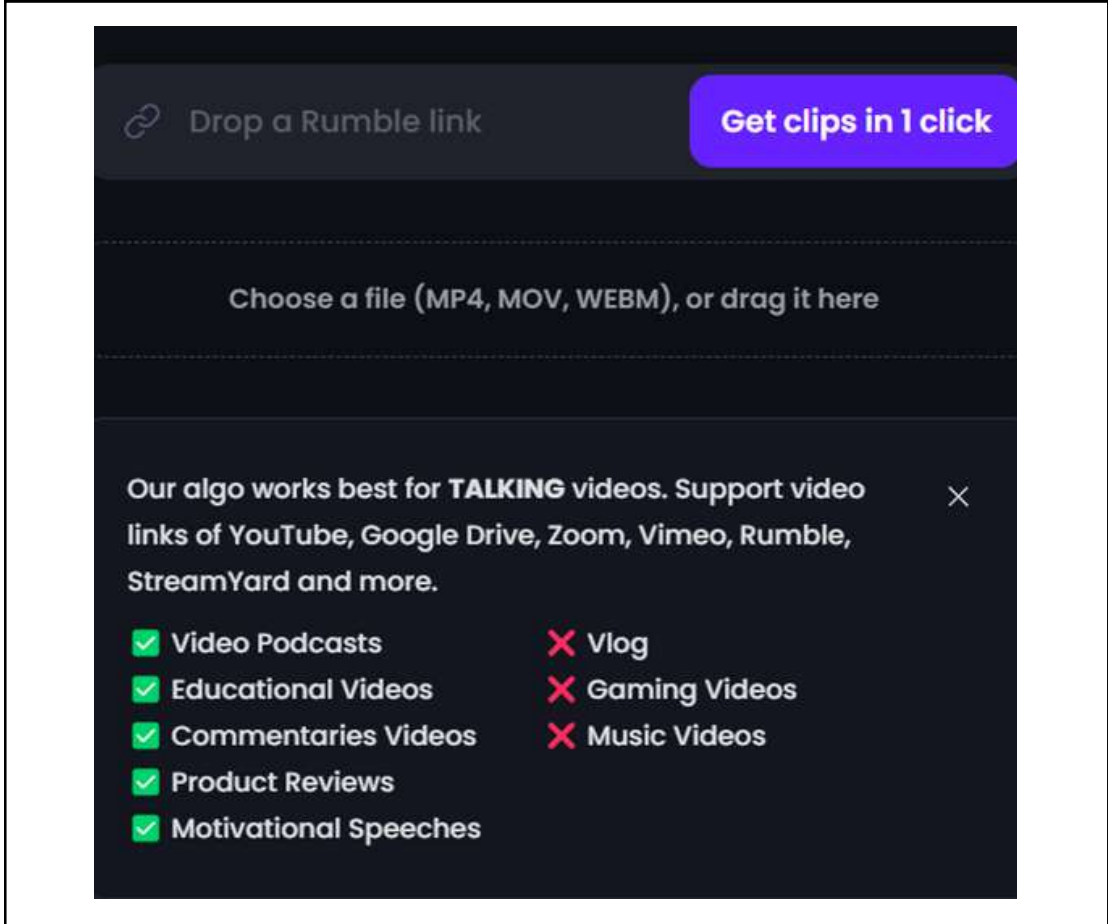 Drop a Rumble link
Get clips in 1 click
Choose a file (MP4, MOV, WEBM), or drag it here
Our algo works best for TALKING videos. Support video
links of YouTube, Google Drive, Zoom, Vimeo, Rumble,
StreamYard and more.
Video Podcasts
Educational Videos
Commentaries Videos
Product Reviews
Motivational Speeches
Vlog
Gaming Videos
Music Videos